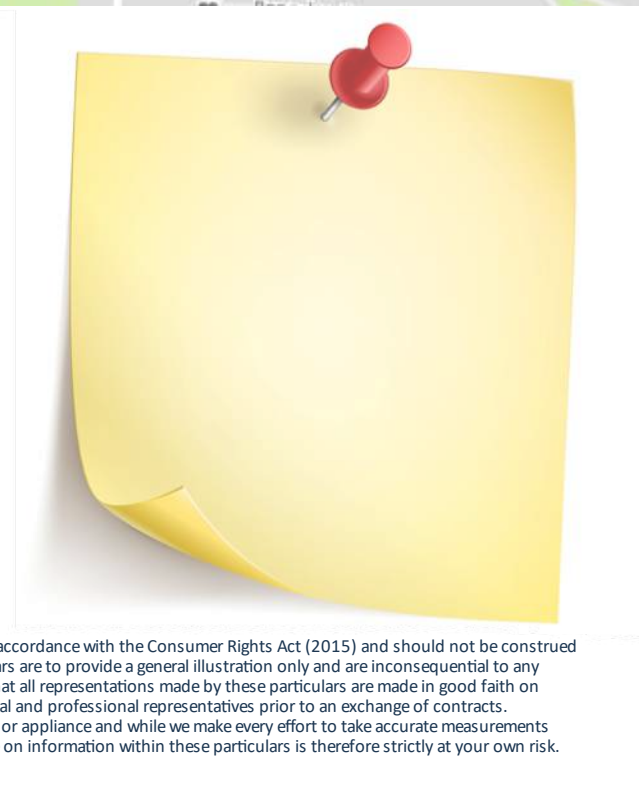 accordance with the Consumer Rights Act (2015) and should not be construed
ars are to provide a general illustration only and are inconsequential to any
at all representations made by these particulars are made in good faith on
al and professional representatives prior to an exchange of contracts.
or appliance and while we make every effort to take accurate measurements
on information within these particulars is therefore strictly at your own risk.